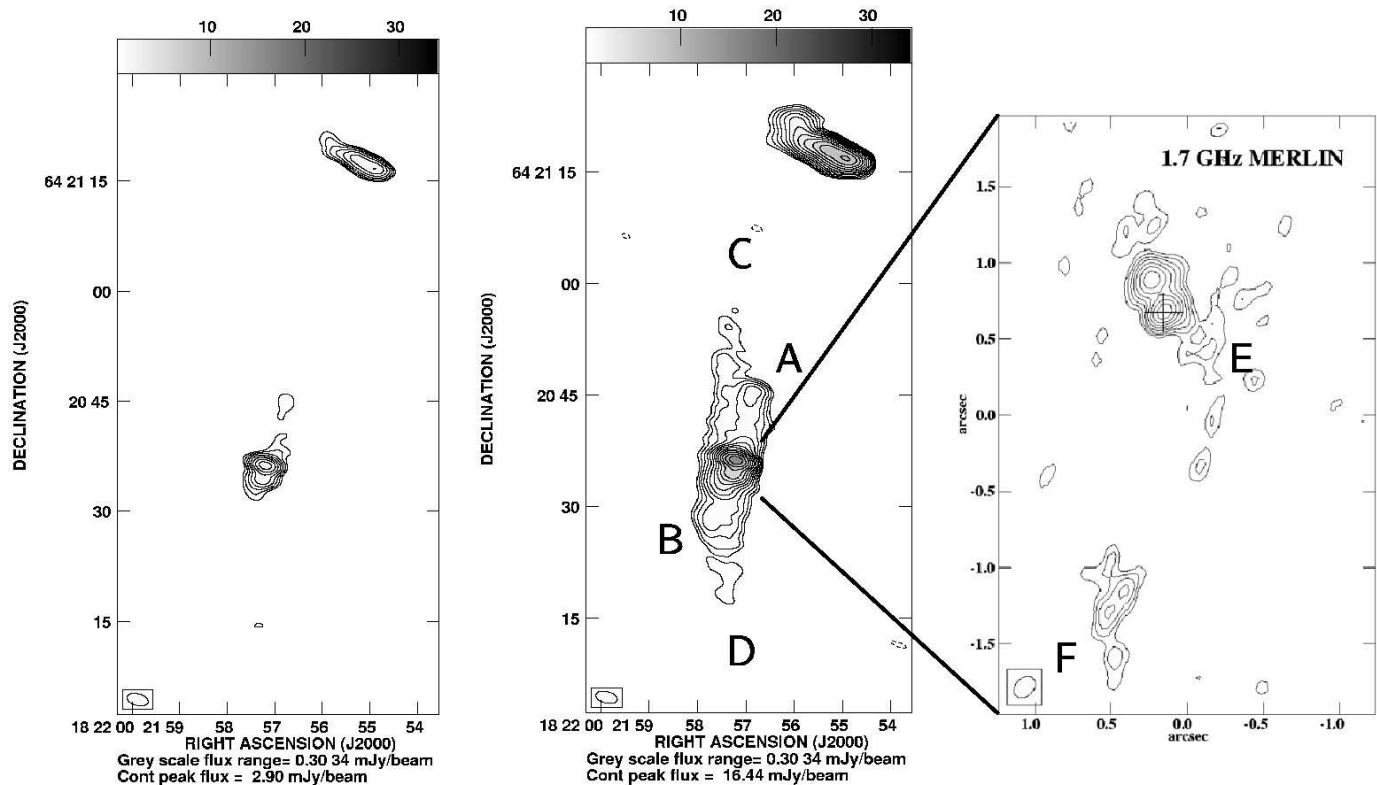 10 20 30
64 21 15
00
20 45
30
15
DECLINATION (J2000)
18 22 00 21 59 58 57 56 55 54
RIGHT ASCENSION (J2000)
Grey scale flux range= 0.30 34 mJy/beam
Cont peak flux = 2.90 mJy/beam
10 20 30
64 21 15
C
00
A
20 45
30
B
15
D
DECLINATION (J2000)
18 22 00 21 59 58 57 56 55 54
RIGHT ASCENSION (J2000)
Grey scale flux range= 0.30 34 mJy/beam
Cont peak flux = 16.44 mJy/beam
1.7 GHz MERLIN
1.5
1.0
0.5
E
0.0
-0.5
-1.0
-1.5
F
arcsec
1.0 0.5 0.0 -0.5 -1.0
arcsec